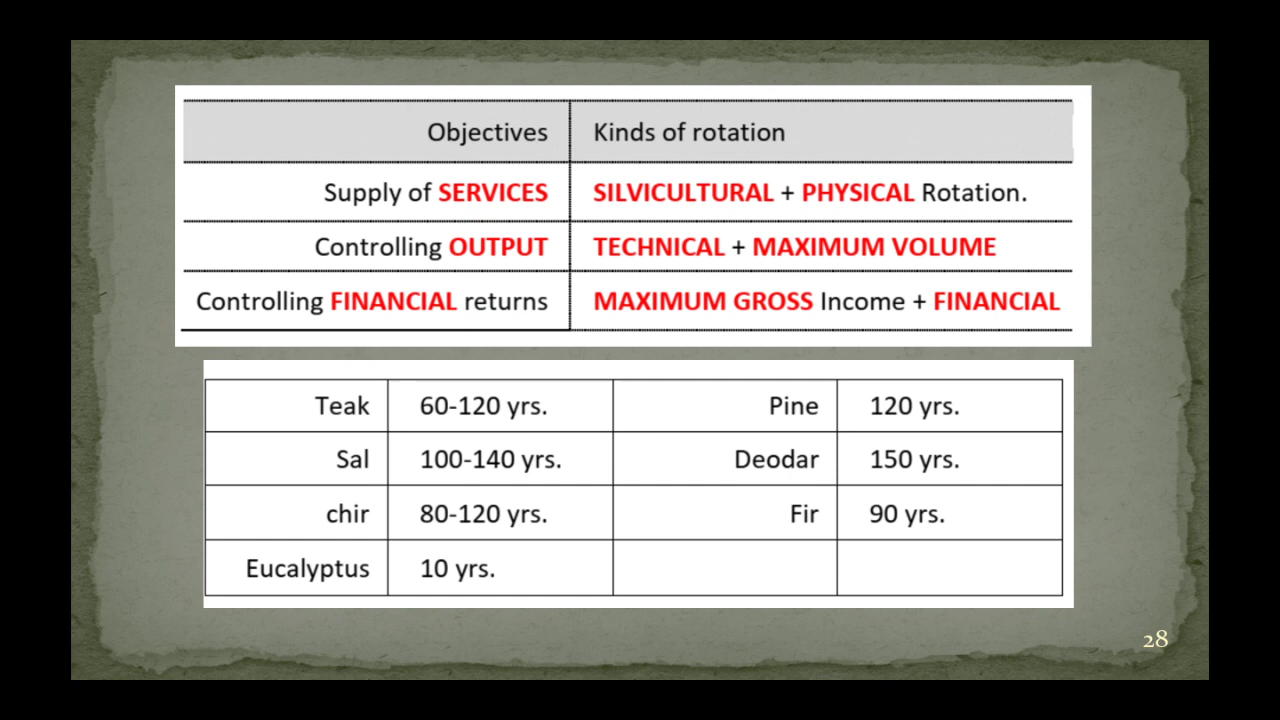 Objectives Kinds of rotation
Supply of SERVICES SILVICULTURAL + PHYSICAL Rotation.
Controlling OUTPUT TECHNICAL + MAXIMUM VOLUME
Controlling FINANCIAL returns MAXIMUM GROSS Income + FINANCIAL
Teak 60-120 yrs. Pine 120 yrs.
Sal 100-140 yrs. Deodar 150 yrs.
chir 80-120 yrs. Fir 90 yrs.
Eucalyptus 10 yrs.
28